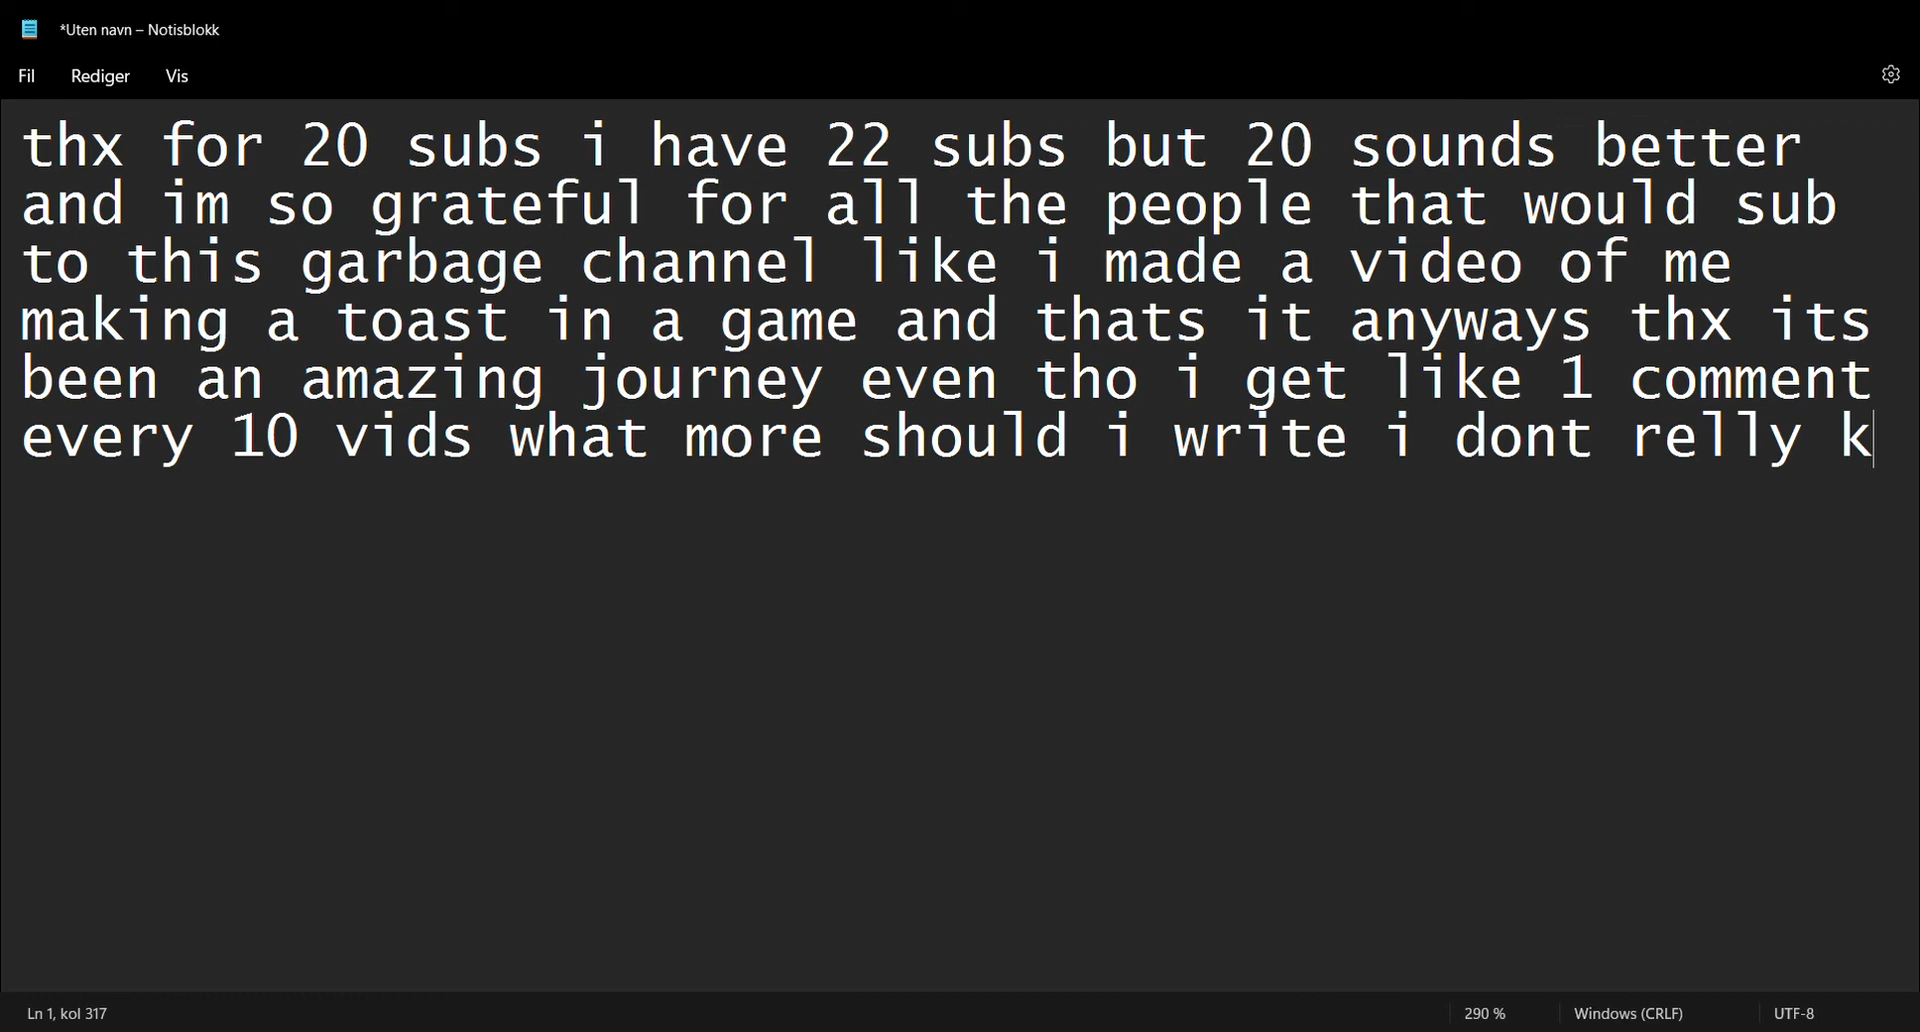 *Uten navn – Notisblokk
Fil Rediger Vis
thx for 20 subs i have 22 subs but 20 sounds better
and im so grateful for all the people that would sub
to this garbage channel like i made a video of me
making a toast in a game and thats it anyways thx its
been an amazing journey even tho i get like 1 comment
every 10 vids what more should i write i dont relly k
Ln 1, kol 317 290 % Windows (CRLF) UTF-8